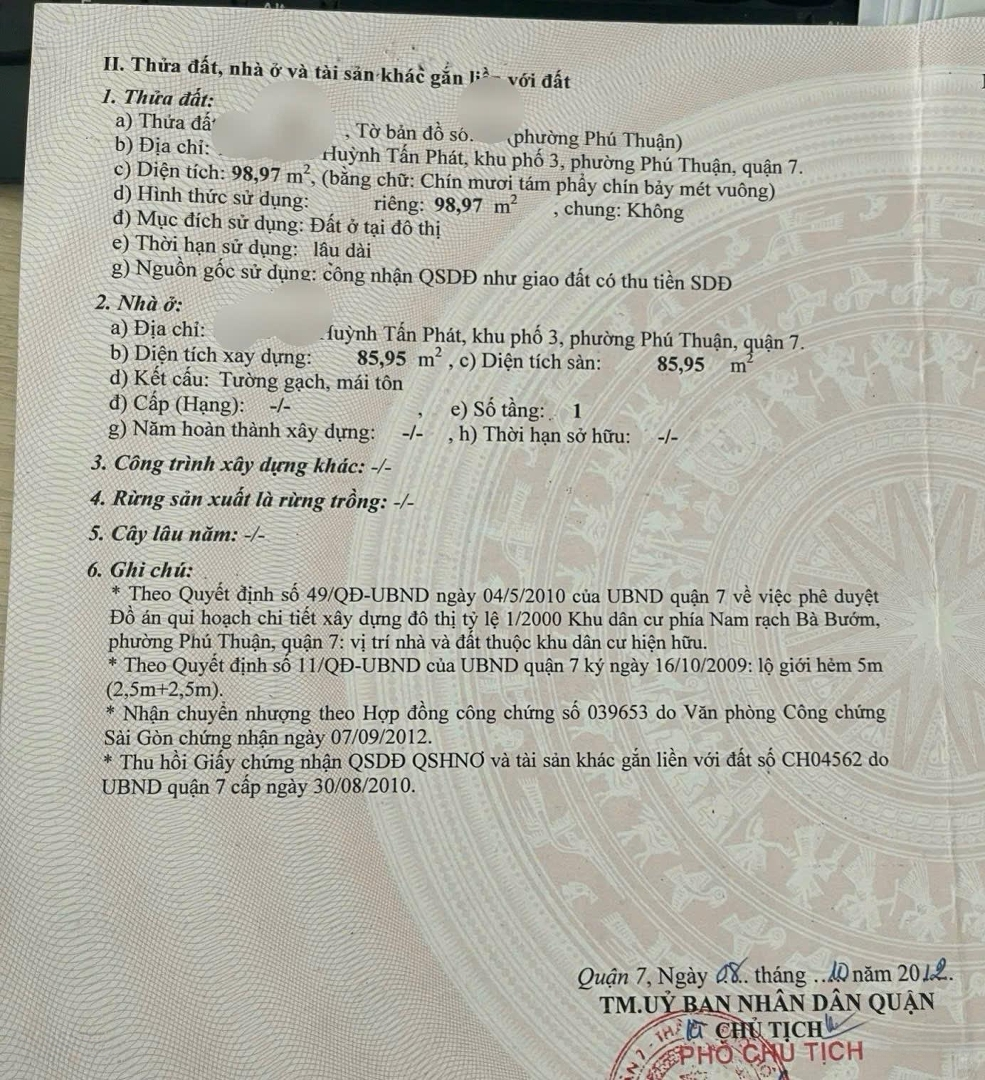 II. Thửa đất, nhà ở và tài sản khác gắn liền với đất
1. Thửa đất:
a) Thửa đất , Tờ bản đồ số. (phường Phú Thuận)
b) Địa chỉ: Huỳnh Tấn Phát, khu phố 3, phường Phú Thuận, quận 7.
c) Diện tích: 98,97 m², (bằng chữ: Chín mươi tám phẩy chín bảy mét vuông)
d) Hình thức sử dụng: riêng: 98,97 m² , chung: Không
đ) Mục đích sử dụng: Đất ở tại đô thị
e) Thời hạn sử dụng: lâu dài
g) Nguồn gốc sử dụng: công nhận QSDĐ như giao đất có thu tiền SDĐ
2. Nhà ở:
a) Địa chỉ: Huỳnh Tấn Phát, khu phố 3, phường Phú Thuận, quận 7.
b) Diện tích xay dựng: 85,95 m² , c) Diện tích sàn: 85,95 m²
d) Kết cấu: Tường gạch, mái tôn
đ) Cấp (Hạng): -/- , e) Số tầng: 1
g) Năm hoàn thành xây dựng: -/- , h) Thời hạn sở hữu: -/-
3. Công trình xây dựng khác: -/-
4. Rừng sản xuất là rừng trồng: -/-
5. Cây lâu năm: -/-
6. Ghi chú:
* Theo Quyết định số 49/QĐ-UBND ngày 04/5/2010 của UBND quận 7 về việc phê duyệt
Đồ án qui hoạch chi tiết xây dựng đô thị tỷ lệ 1/2000 Khu dân cư phía Nam rạch Bà Bướm,
phường Phú Thuận, quận 7: vị trí nhà và đất thuộc khu dân cư hiện hữu.
* Theo Quyết định số 11/QĐ-UBND của UBND quận 7 ký ngày 16/10/2009: lộ giới hẻm 5m
(2,5m+2,5m).
* Nhận chuyển nhượng theo Hợp đồng công chứng số 039653 do Văn phòng Công chứng
Sài Gòn chứng nhận ngày 07/09/2012.
* Thu hồi Giấy chứng nhận QSDĐ QSHNƠ và tài sản khác gắn liền với đất số CH04562 do
UBND quận 7 cấp ngày 30/08/2010.
Quận 7, Ngày 08 tháng 10 năm 2012.
TM.UỶ BAN NHÂN DÂN QUẬN
KT CHỦ TỊCH
PHÓ CHỦ TỊCH